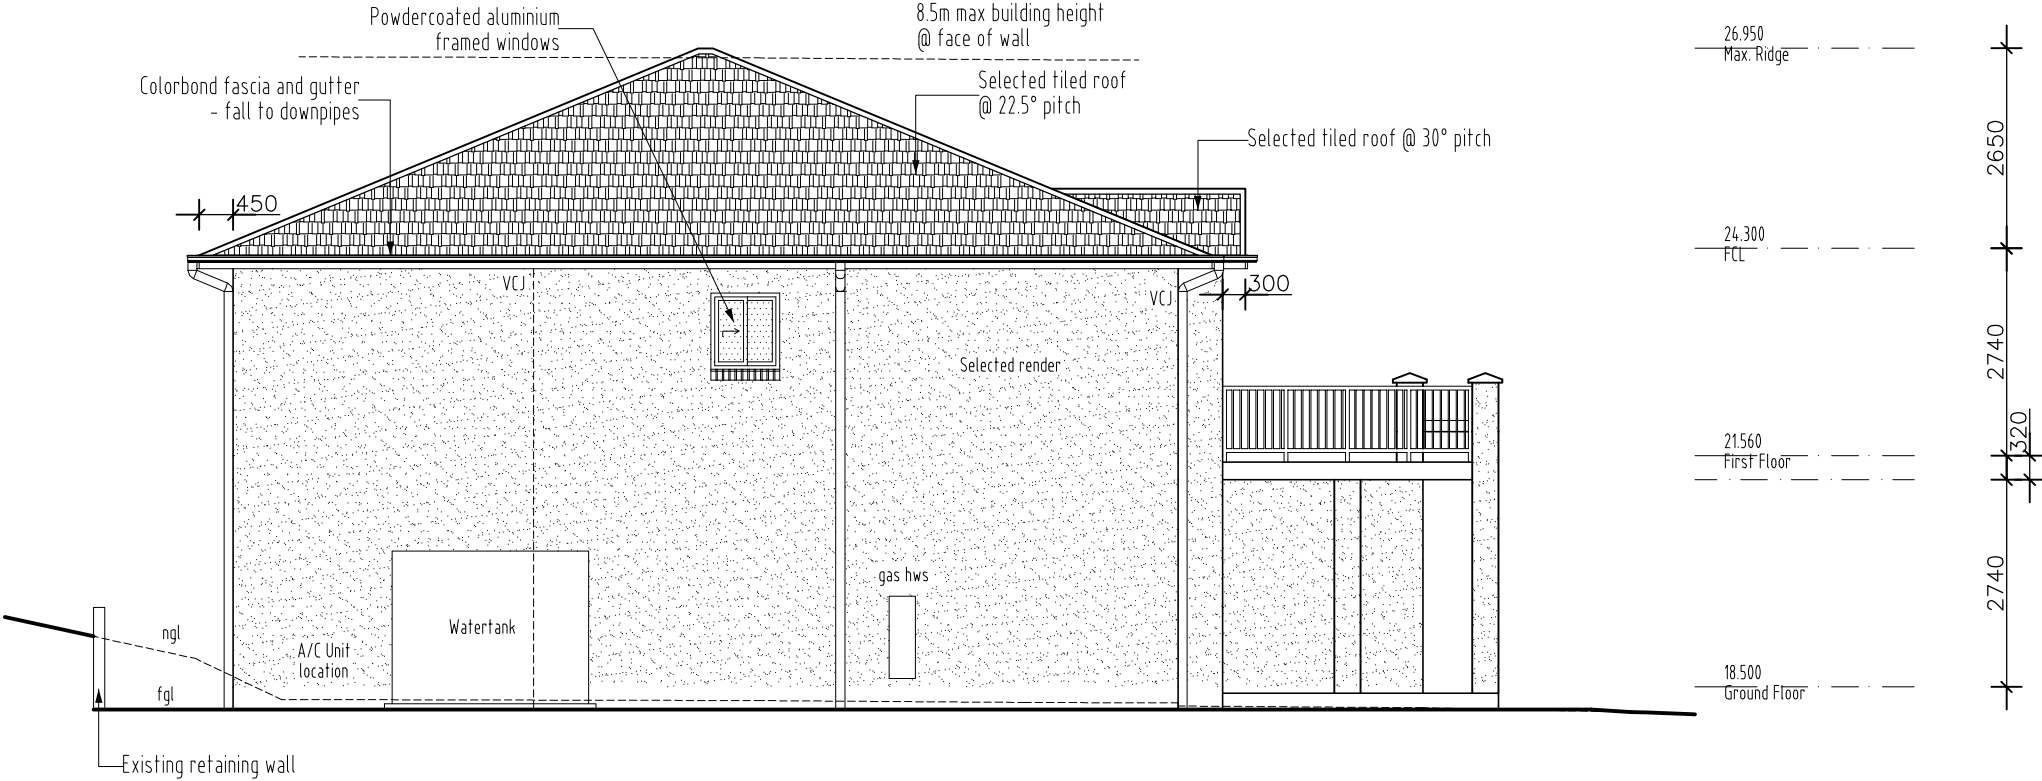 Powdercoated aluminium
framed windows
8.5m max building height
@ face of wall
Colorbond fascia and gutter
- fall to downpipes
Selected tiled roof
@ 22.5° pitch
Selected tiled roof @ 30° pitch
450
VCJ
VCJ
300
Selected render
gas hws
Watertank
A/C Unit
location
ngl
fgl
Existing retaining wall
26.950
Max. Ridge
24.300
FCL
21.560
First Floor
18.500
Ground Floor
2650
2740
320
2740